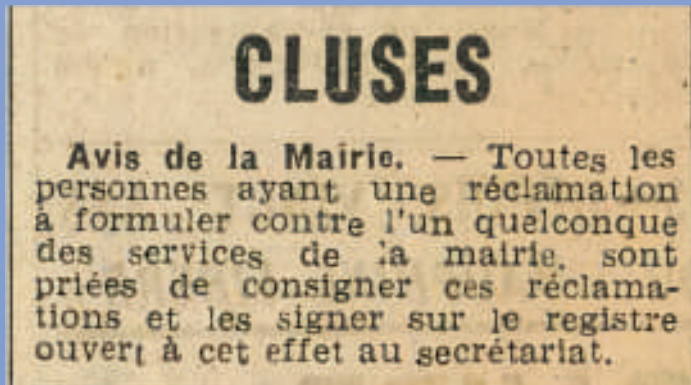 CLUSES
Avis de la Mairie. — Toutes les
personnes ayant une réclamation
à formuler contre l'un quelconque
des services de la mairie, sont
priées de consigner ces réclama-
tions et les signer sur le registre
ouvert à cet effet au secrétariat.